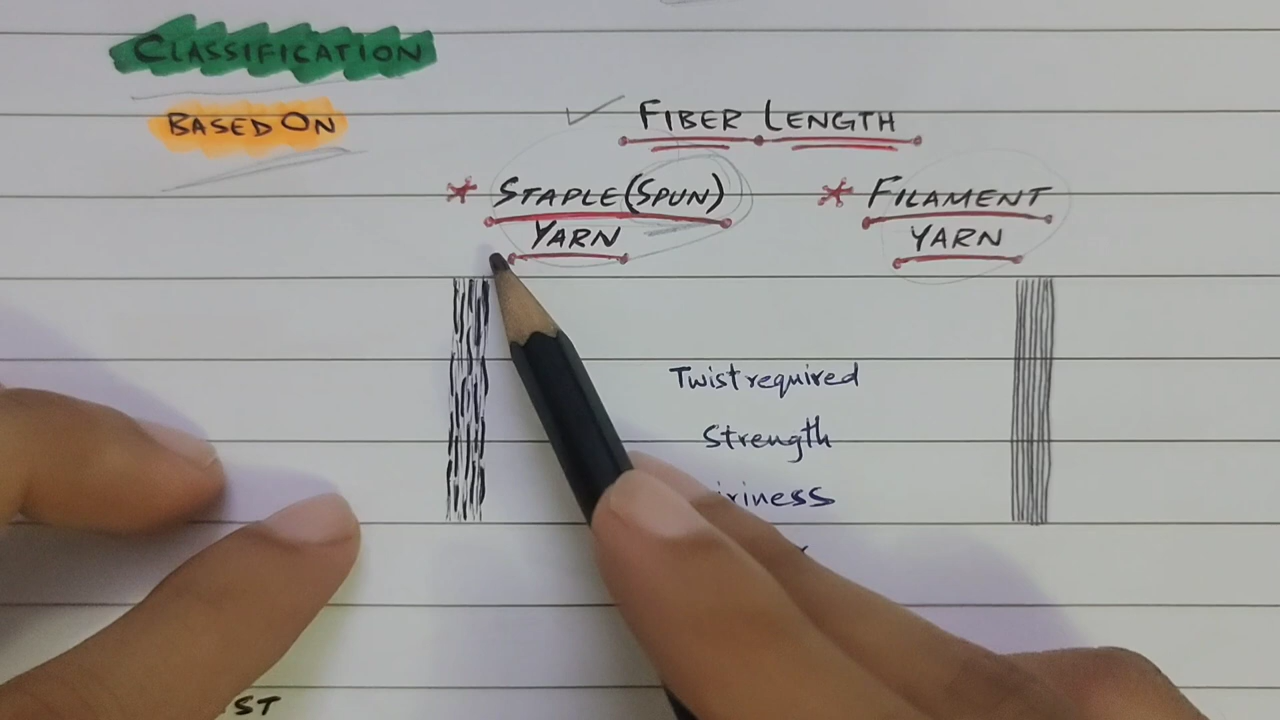 CLASSIFICATION
BASED ON
FIBER LENGTH
* STAPLE (SPUN) YARN
* FILAMENT YARN
Twist required
Strength